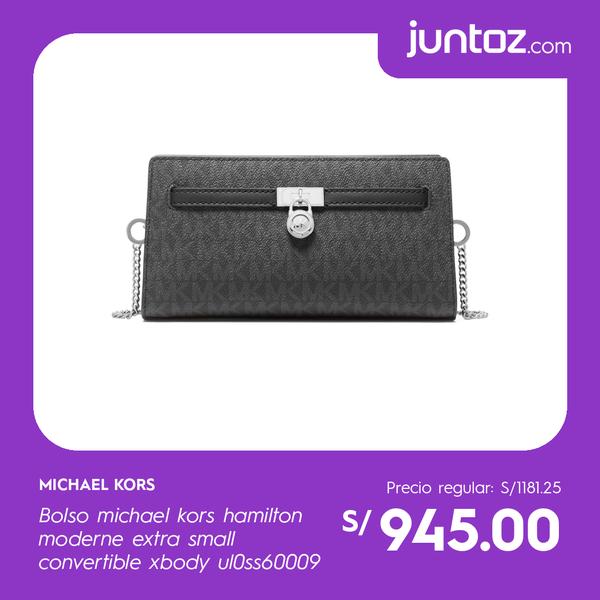 juntoz.com
MICHAEL KORS
Bolso michael kors hamilton
moderne extra small
convertible xbody ul0ss60009
Precio regular: S/1181.25
S/ 945.00